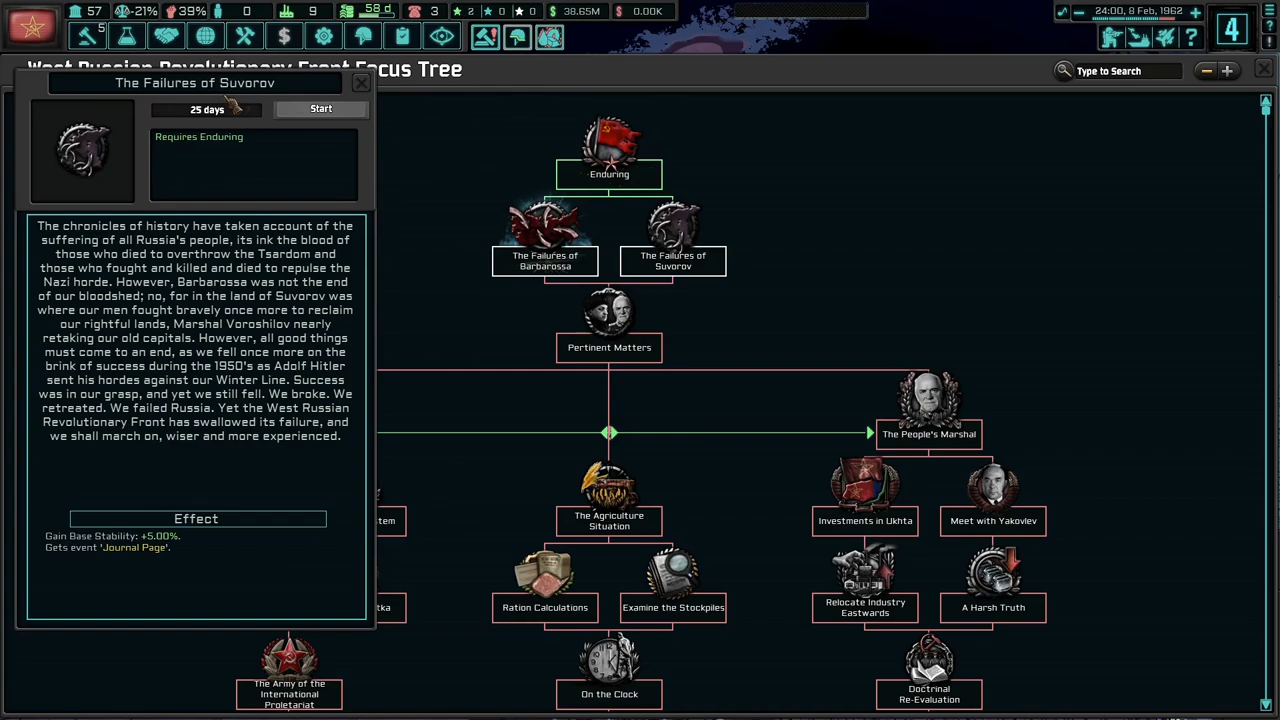 57
-21%
39%
0
9
58 d
3
2
0
0
38.65M
0.00K
24:00, 8 Feb, 1962
4
5
West Russian Revolutionary Front Focus Tree
Type to Search
The Failures of Suvorov
25 days
Start
Requires Enduring
The chronicles of history have taken account of the
suffering of all Russia's people, its ink the blood of
those who died to overthrow the Tsardom and
those who fought and killed and died to repulse the
Nazi horde. However, Barbarossa was not the end
of our bloodshed; no, for in the land of Suvorov was
where our men fought bravely once more to reclaim
our rightful lands, Marshal Voroshilov nearly
retaking our old capitals. However, all good things
must come to an end, as we fell once more on the
brink of success during the 1950's as Adolf Hitler
sent his hordes against our Winter Line. Success
was in our grasp, and yet we still fell. We broke. We
retreated. We failed Russia. Yet the West Russian
Revolutionary Front has swallowed its failure, and
we shall march on, wiser and more experienced.
Effect
Gain Base Stability: +5.00%.
Gets event 'Journal Page'.
Enduring
The Failures of
Barbarossa
The Failures of
Suvorov
Pertinent Matters
The People's Marshal
tem
The Agriculture
Situation
Investments in Ukhta
Meet with Yakovlev
tka
Ration Calculations
Examine the Stockpiles
Relocate Industry
Eastwards
A Harsh Truth
The Army of the
International
Proletariat
On the Clock
Doctrinal
Re-Evaluation